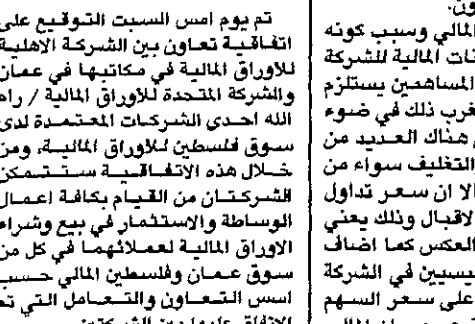 تم يوم امس السبت التوقيع على
اتفاقية تعاون بين الشركة الاهلية
للاوراق المالية في مكاتبها في عمان
والشركة المتحدة للاوراق المالية / رام
الله احدى الشركات المعتمدة لدى
سوق فلسطين للاوراق المالية، ومن
خلال هذه الاتفاقية ستتمكن
الشركتان من القيام بكافة اعمال
الوساطة والاستثمار في بيع وشراء
الاوراق المالية لعملائهما في كل من
سوق عمان وفلسطين المالي حسب
اسس التعاون والتعامل التي تم
المالي وسبب كونه
نات المالية للشركة
المساهمين يستلزم
غرب ذلك في ضوء
هناك العديد من
التغليف سواء من
الا ان سعر تداول
لاقبال وذلك يعني
العكس كما اضاف
سيين في الشركة
على سعر السهم